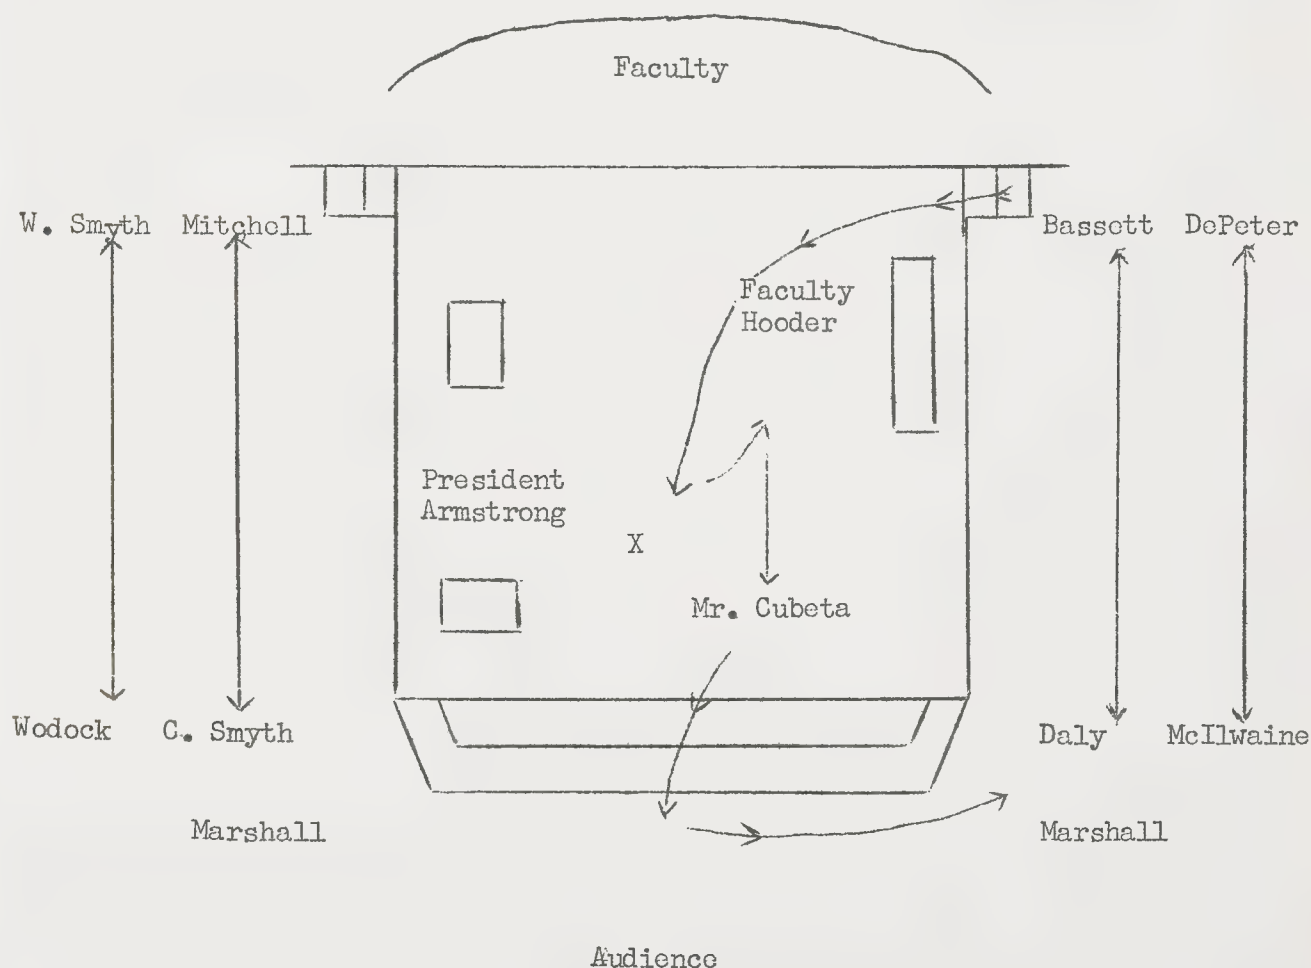 Faculty
W. Smyth Mitchell
Bassett DePeter
Faculty
Hooder
President
Armstrong
X
Mr. Cubeta
Wodock C. Smyth
Daly McIlwaine
Marshall
Marshall
Audience